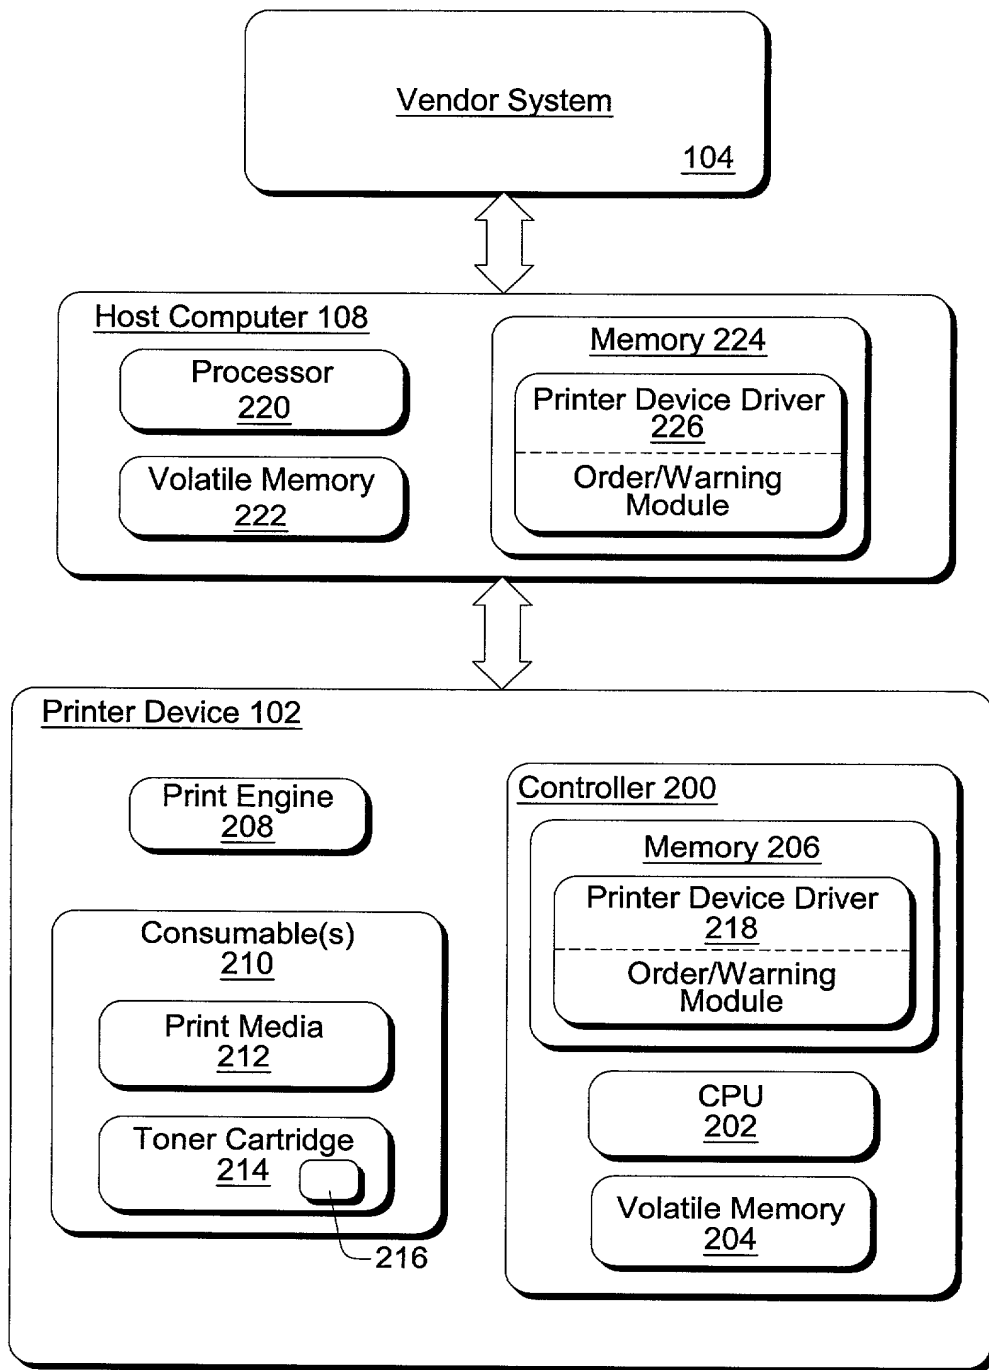 Vendor System
104
Host Computer 108
Processor
220
Volatile Memory
222
Memory 224
Printer Device Driver
226
Order/Warning
Module
Printer Device 102
Print Engine
208
Consumable(s)
210
Print Media
212
Toner Cartridge
214
216
Controller 200
Memory 206
Printer Device Driver
218
Order/Warning
Module
CPU
202
Volatile Memory
204